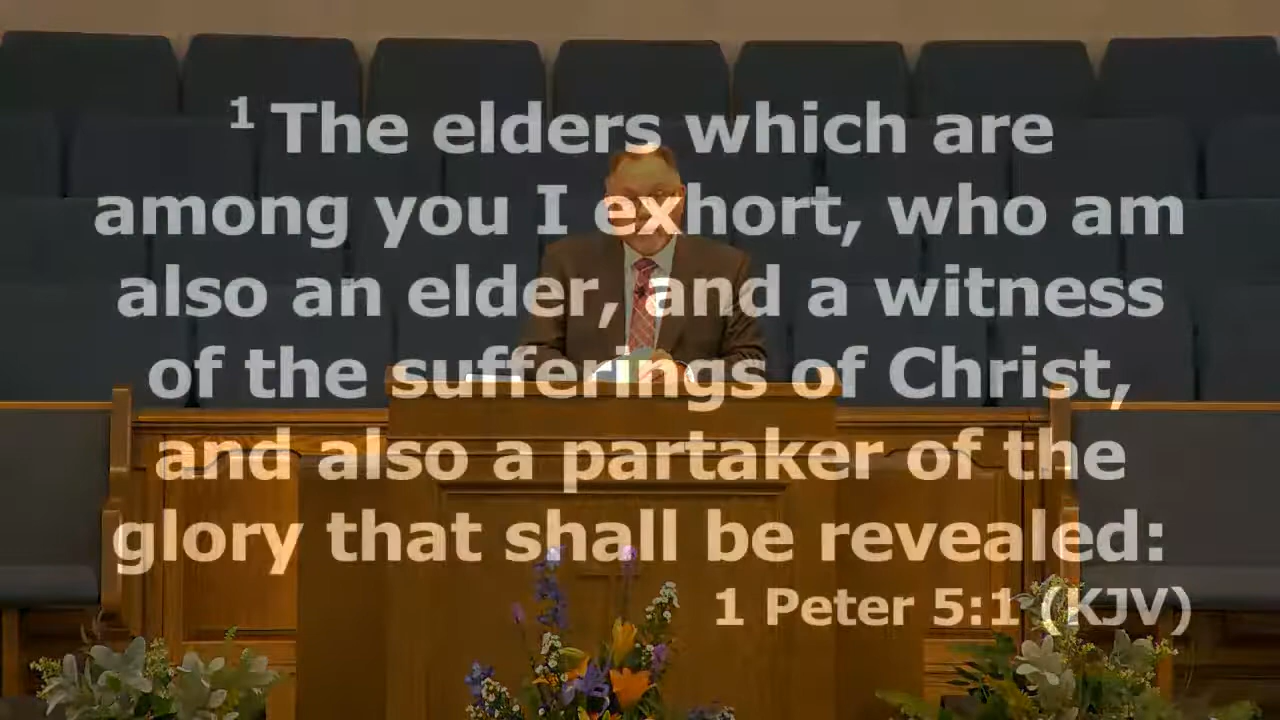 1 The elders which are
among you I exhort, who am
also an elder, and a witness
of the sufferings of Christ,
and also a partaker of the
glory that shall be revealed:
1 Peter 5:1 (KJV)